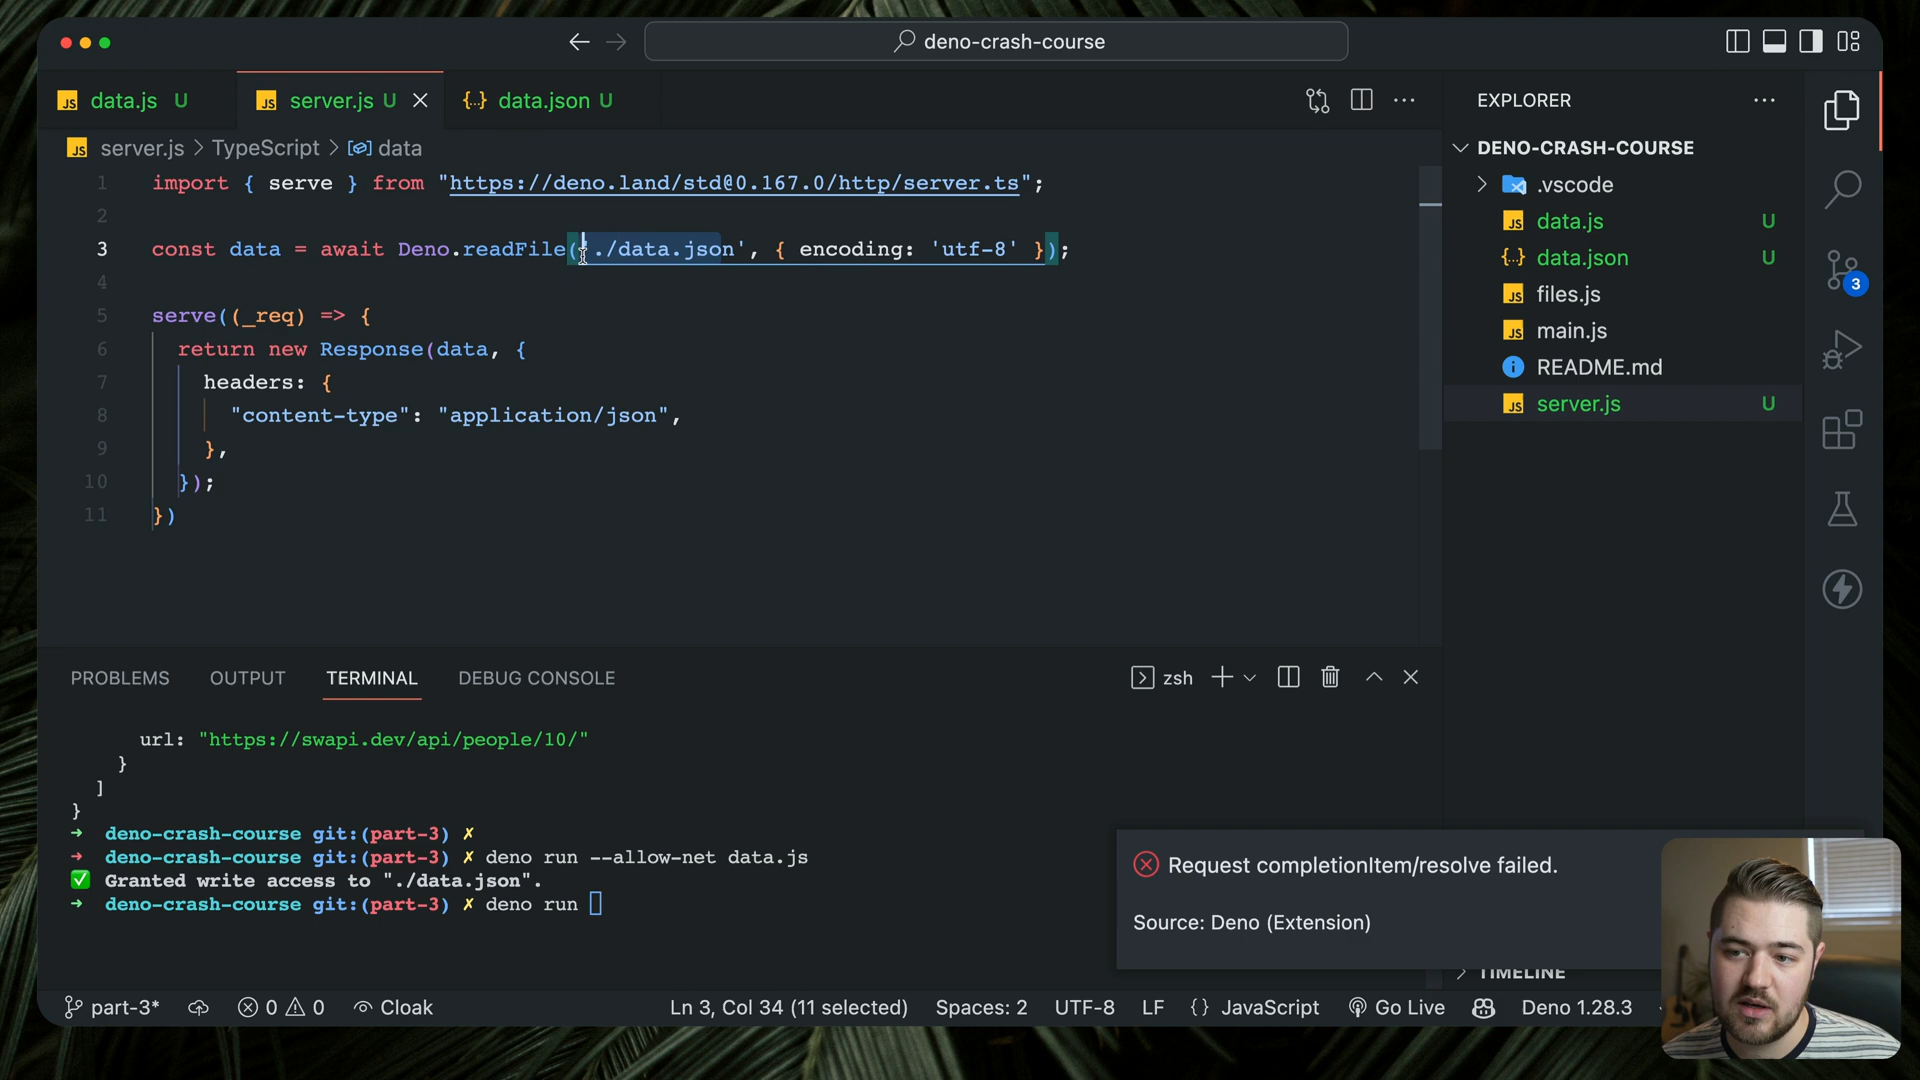 deno-crash-course
data.js U
server.js U
{..} data.json U
EXPLORER
server.js > TypeScript > data
DENO-CRASH-COURSE
.vscode
data.js U
{..} data.json U
files.js
main.js
README.md
server.js U
3
1 import { serve } from "https://deno.land/std@0.167.0/http/server.ts";
2
3 const data = await Deno.readFile('./data.json', { encoding: 'utf-8' });
4
5 serve((_req) => {
6 return new Response(data, {
7 headers: {
8 "content-type": "application/json",
9 },
10 });
11 })
PROBLEMS OUTPUT TERMINAL DEBUG CONSOLE
zsh
url: "https://swapi.dev/api/people/10/"
}
]
}
→ deno-crash-course git:(part-3) ✗
→ deno-crash-course git:(part-3) ✗ deno run --allow-net data.js
✅ Granted write access to "./data.json".
→ deno-crash-course git:(part-3) ✗ deno run
Request completionItem/resolve failed.
Source: Deno (Extension)
TIMELINE
part-3* 0 0 Cloak Ln 3, Col 34 (11 selected) Spaces: 2 UTF-8 LF {} JavaScript Go Live Deno 1.28.3